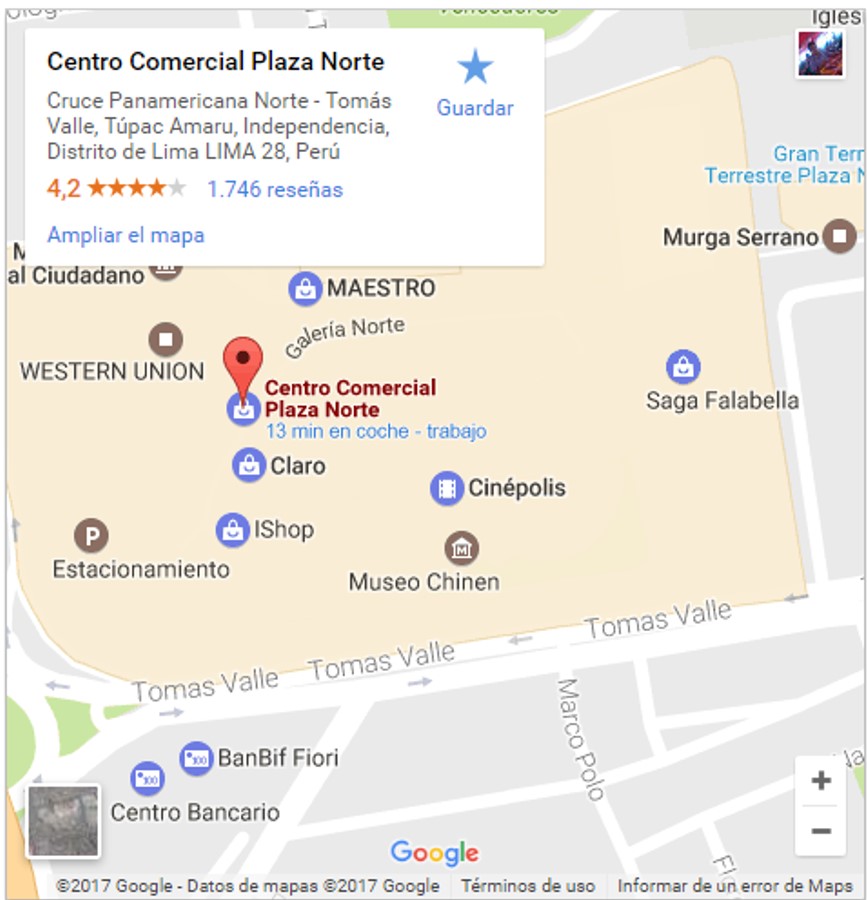 Centro Comercial Plaza Norte
Cruce Panamericana Norte - Tomás
Valle, Túpac Amaru, Independencia,
Distrito de Lima LIMA 28, Perú
4,2 1.746 reseñas
Ampliar el mapa
Guardar
Gran Terr
Terrestre Plaza N
Murga Serrano
al Ciudadano
MAESTRO
Galería Norte
WESTERN UNION
Centro Comercial
Plaza Norte
13 min en coche - trabajo
Saga Falabella
Claro
Cinépolis
IShop
Estacionamiento
Museo Chinen
Tomas Valle
Tomas Valle
Tomas Valle
Marco Polo
BanBif Fiori
Centro Bancario
+
−
Google
©2017 Google - Datos de mapas ©2017 Google
Términos de uso
Informar de un error de Maps